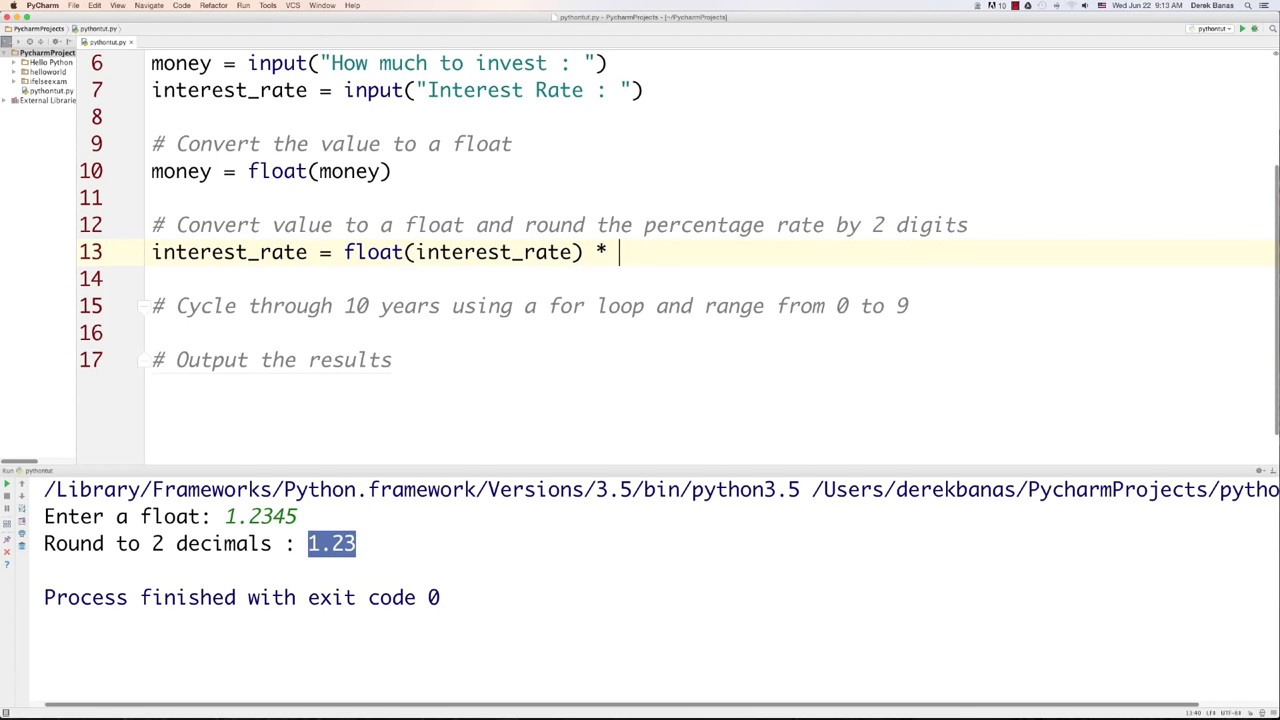 PyCharm File Edit View Navigate Code Refactor Run Tools VCS Window Help 10 Wed Jun 22 9:13 AM Derek Banas
pythontut.py - PycharmProjects - [~/PycharmProjects]
PycharmProjects pythontut.py pythontut
pythontut.py
PycharmProject
Hello Python
helloworld
ifelseexam
pythontut.py
External Librarie
6 money = input("How much to invest : ")
7 interest_rate = input("Interest Rate : ")
8
9 # Convert the value to a float
10 money = float(money)
11
12 # Convert value to a float and round the percentage rate by 2 digits
13 interest_rate = float(interest_rate) *
14
15 # Cycle through 10 years using a for loop and range from 0 to 9
16
17 # Output the results
Run pythontut
/Library/Frameworks/Python.framework/Versions/3.5/bin/python3.5 /Users/derekbanas/PycharmProjects/pytho
Enter a float: 1.2345
Round to 2 decimals : 1.23
Process finished with exit code 0
13:40 LF÷ UTF-8÷